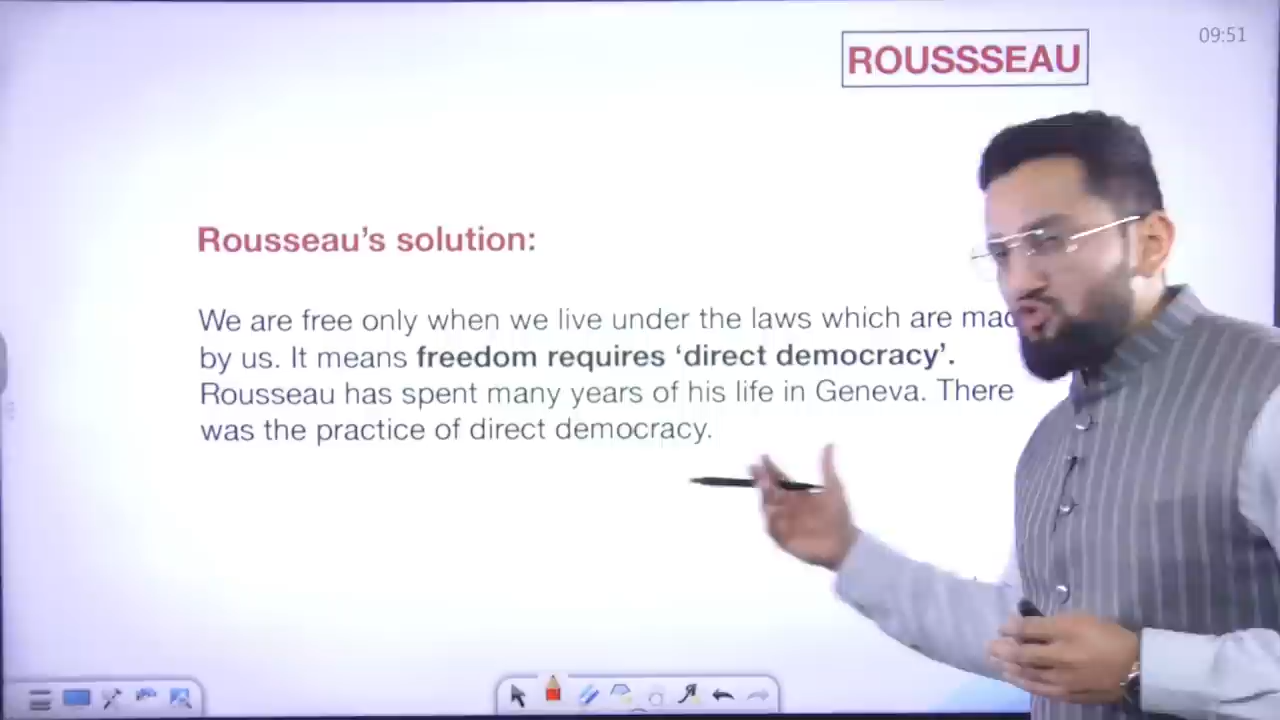 09:51
ROUSSSEAU
Rousseau's solution:
We are free only when we live under the laws which are
by us. It means freedom requires ‘direct democracy’.
Rousseau has spent many years of his life in Geneva. There
was the practice of direct democracy.